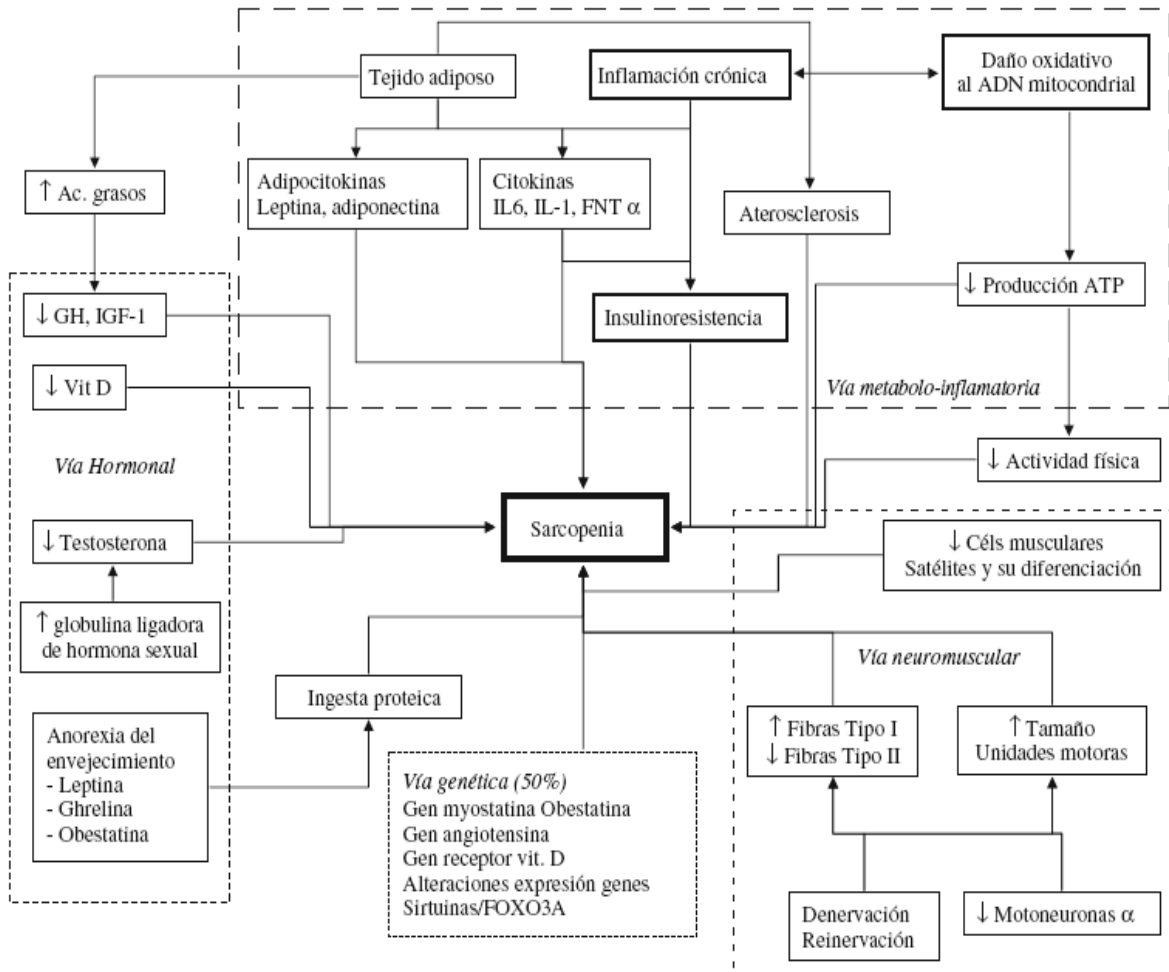 Tejido adiposo
Inflamación crónica
Daño oxidativo
al ADN mitocondrial
↑ Ac. grasos
Adipocitokinas
Leptina, adiponectina
Citokinas
IL6, IL-1, FNT α
Aterosclerosis
↓ GH, IGF-1
Insulinoresistencia
↓ Producción ATP
↓ Vit D
Vía metabolo-inflamatoria
Vía Hormonal
↓ Actividad física
↓ Testosterona
Sarcopenia
↓ Céls musculares
Satélites y su diferenciación
↑ globulina ligadora
de hormona sexual
Vía neuromuscular
Ingesta proteica
↑ Fibras Tipo I
↓ Fibras Tipo II
↑ Tamaño
Unidades motoras
Anorexia del
envejecimiento
- Leptina
- Ghrelina
- Obestatina
Vía genética (50%)
Gen myostatina Obestatina
Gen angiotensina
Gen receptor vit. D
Alteraciones expresión genes
Sirtuinas/FOXO3A
Denervación
Reinervación
↓ Motoneuronas α